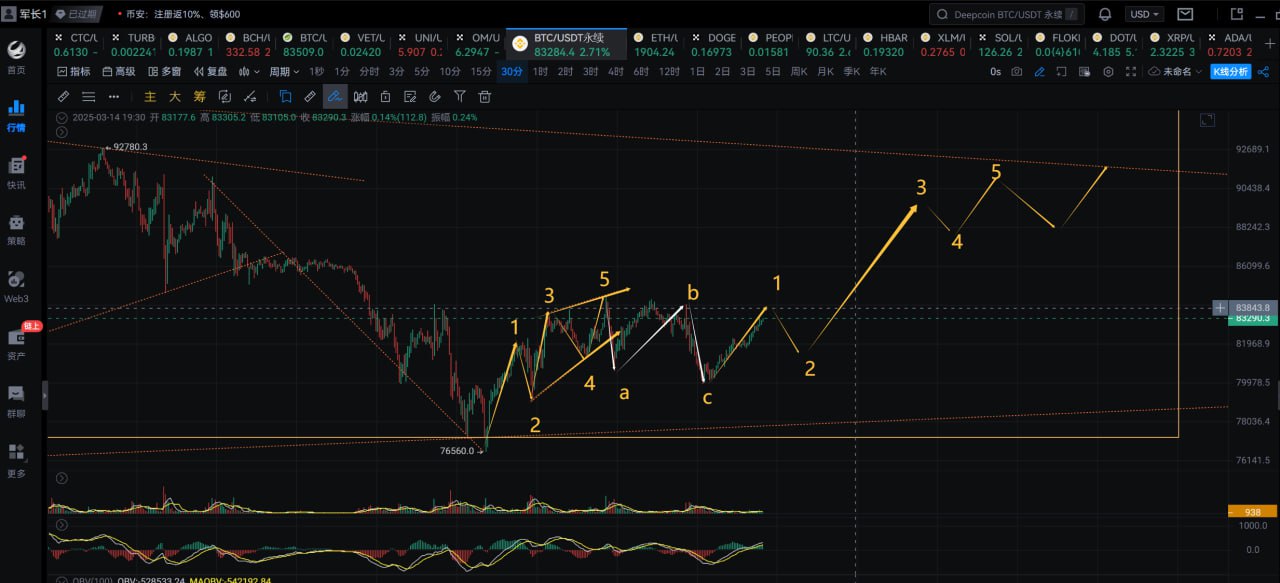 军长1 已过期 • 币安：注册返10%、领$600 Deepcoin BTC/USDT 永续 / USD
CTC/U TURB ALGO BCH/I BTC/U VET/L UNI/L OM/U BTC/USDT永续 ETH/U DOGE PEOPI LTC/U HBAR XLM/I SOL/U FLOKI DOT/U XRP/U ADA/U
0.6130 - 0.002241 0.1987 1 332.58 2 83509.0 0.02420 5.907 0. 6.2947 - 83284.4 2.71% 1904.24 0.16973 0.01581 90.36 2. 0.19320 0.2765 0 126.26 2 0.0(4)61 4.185 5. 2.3225 3 0.7203 2
指标 高级 多窗 复盘 周期 1秒 1分 分时 3分 5分 10分 15分 30分 1时 2时 3时 4时 6时 12时 1日 2日 3日 5日 周K 月K 季K 年K 0s 未命名 K线分析
主 大 筹
2025-03-14 19:30 开 83177.6 高 83305.2 低 83105.0 收 83290.3 涨幅 0.14%(112.8) 振幅 0.24%
首页
行情
快讯
策略
Web3
链上
资产
群聊
更多
92780.3
76560.0
1
2
3
4
5
a
b
c
1
2
3
4
5
92689.1
90438.4
88242.3
86099.6
83843.8
83290.3
81968.9
79978.5
78036.4
76141.5
938
1000.0
0.0
OBV(100) OBV:-528533.24 MAOBV:-542192.84